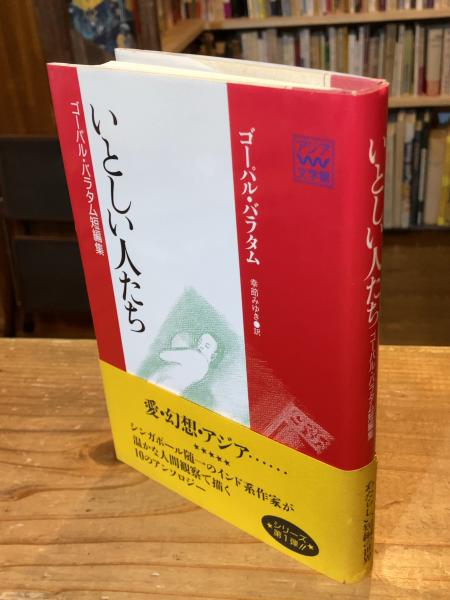 アジア
文学館
ゴーパル・バラタム
幸節みゆき●訳
いとしい人たち
ゴーパル・バラタム短編集
愛・幻想・アジア……
★★★★★
シンガポール随一のインド系作家が
温かな人間観察で描く
10のアンソロジー
★シリーズ★
第1弾!!
いとしい人たち
ゴーパル・バラタム短編集